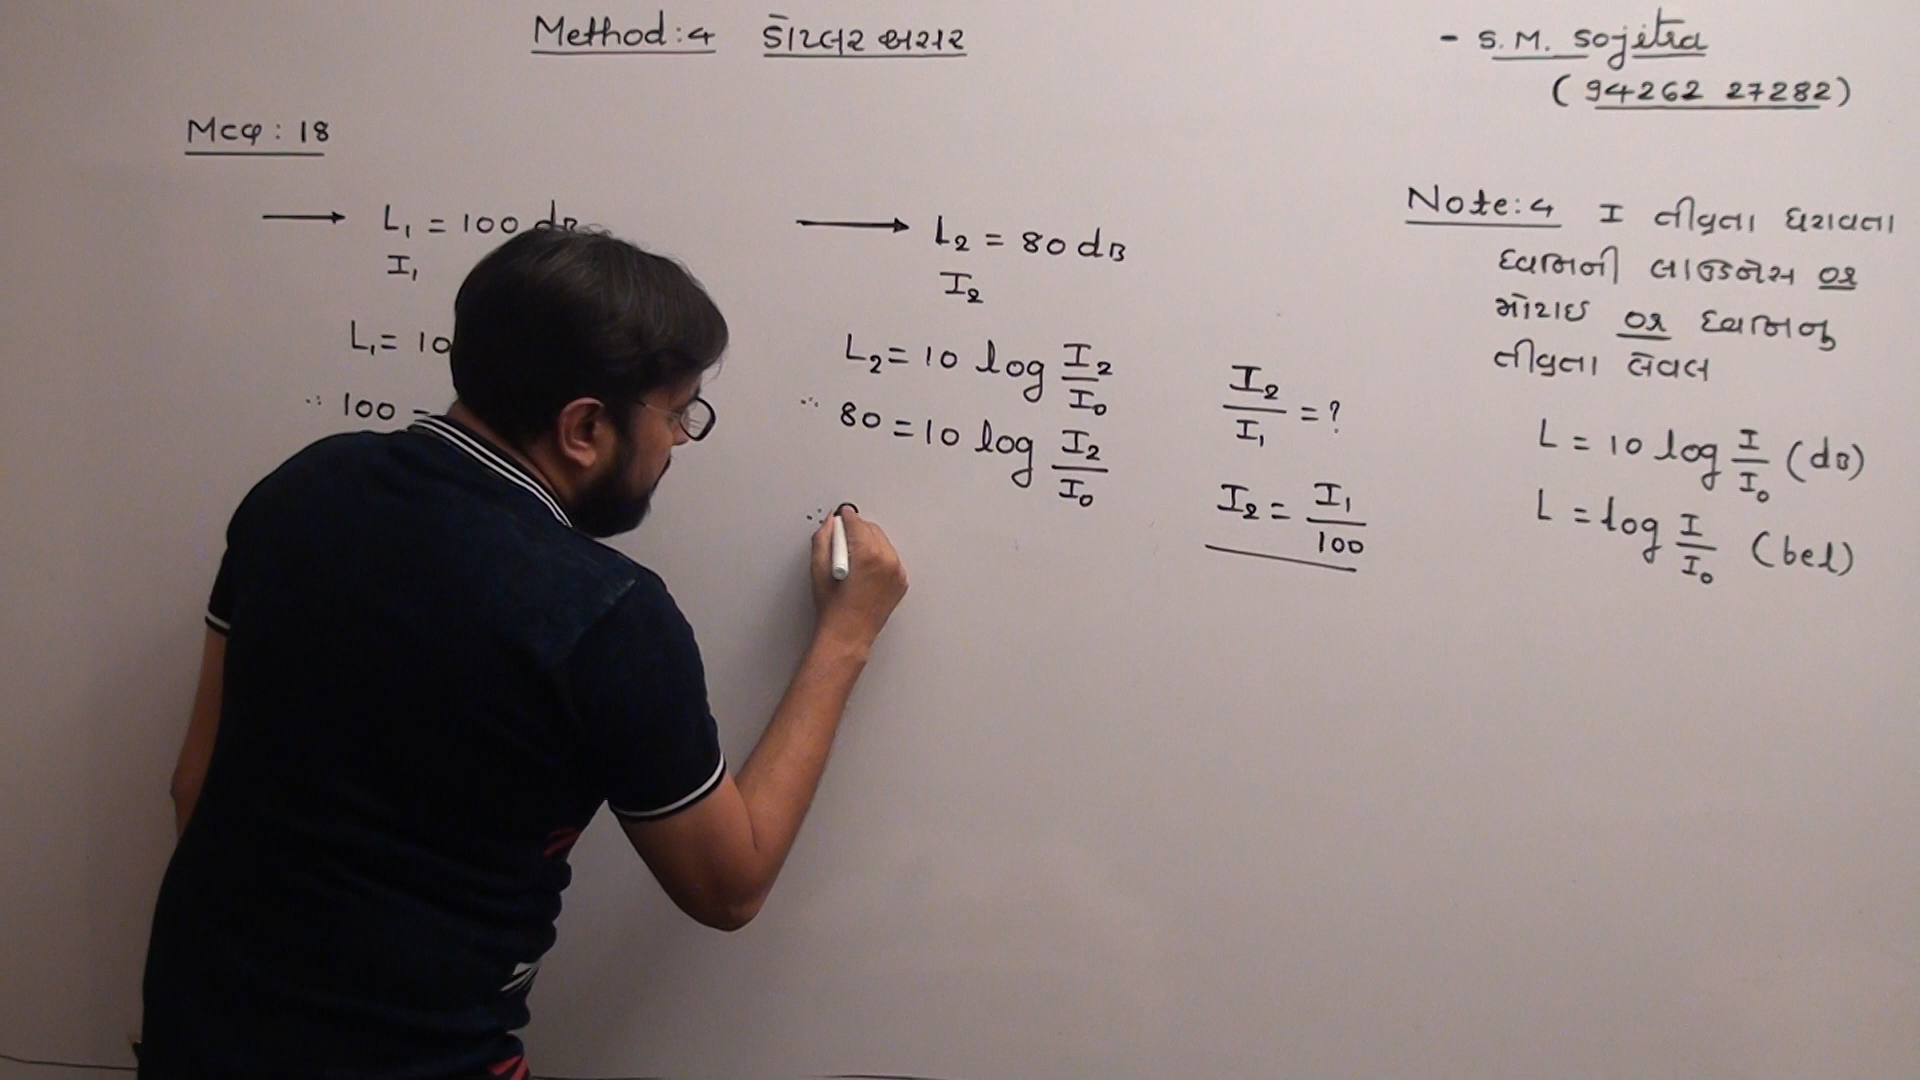 Method:4 ડોપ્લર અસર
- S. M. Sojitra
(94262 27282)
Mcq : 18
→ L₁ = 100 dB
I₁
L₁ = 10
∴ 100 =
→ L₂ = 80 dB
I₂
L₂ = 10 log I₂/I₀
∴ 80 = 10 log I₂/I₀
∴
I₂/I₁ = ?
I₂ = I₁/100
Note:4 I તીવ્રતા ધરાવતા
ધ્વનિની લાઉડનેસ or
મોટાઇ or ધ્વનિનુ
તીવ્રતા લેવલ
L = 10 log I/I₀ (dB)
L = log I/I₀ (bel)